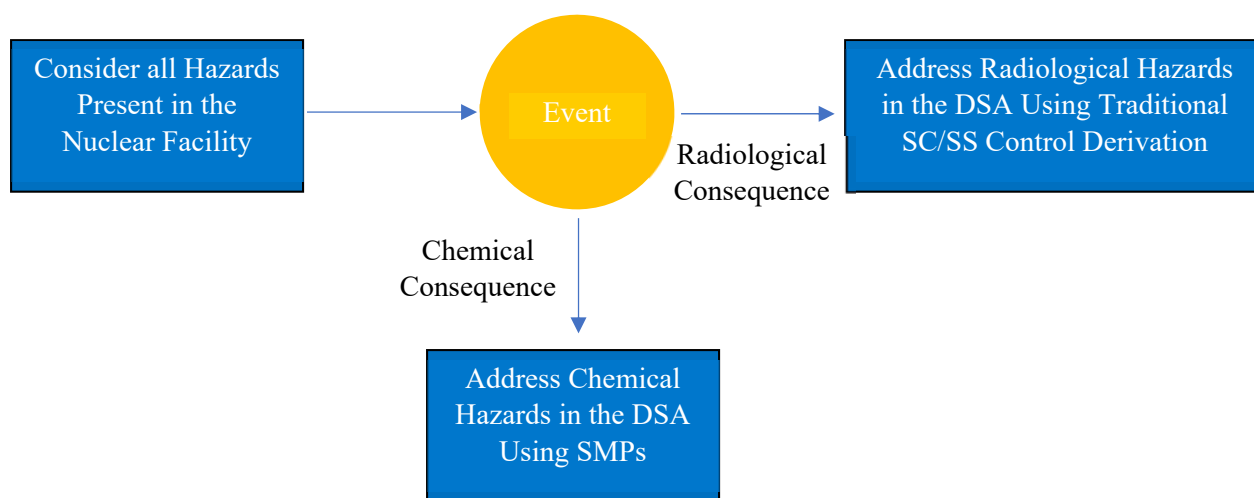 Consider all Hazards
Present in the
Nuclear Facility
Event
Address Radiological Hazards
in the DSA Using Traditional
SC/SS Control Derivation
Radiological
Consequence
Chemical
Consequence
Address Chemical
Hazards in the DSA
Using SMPs